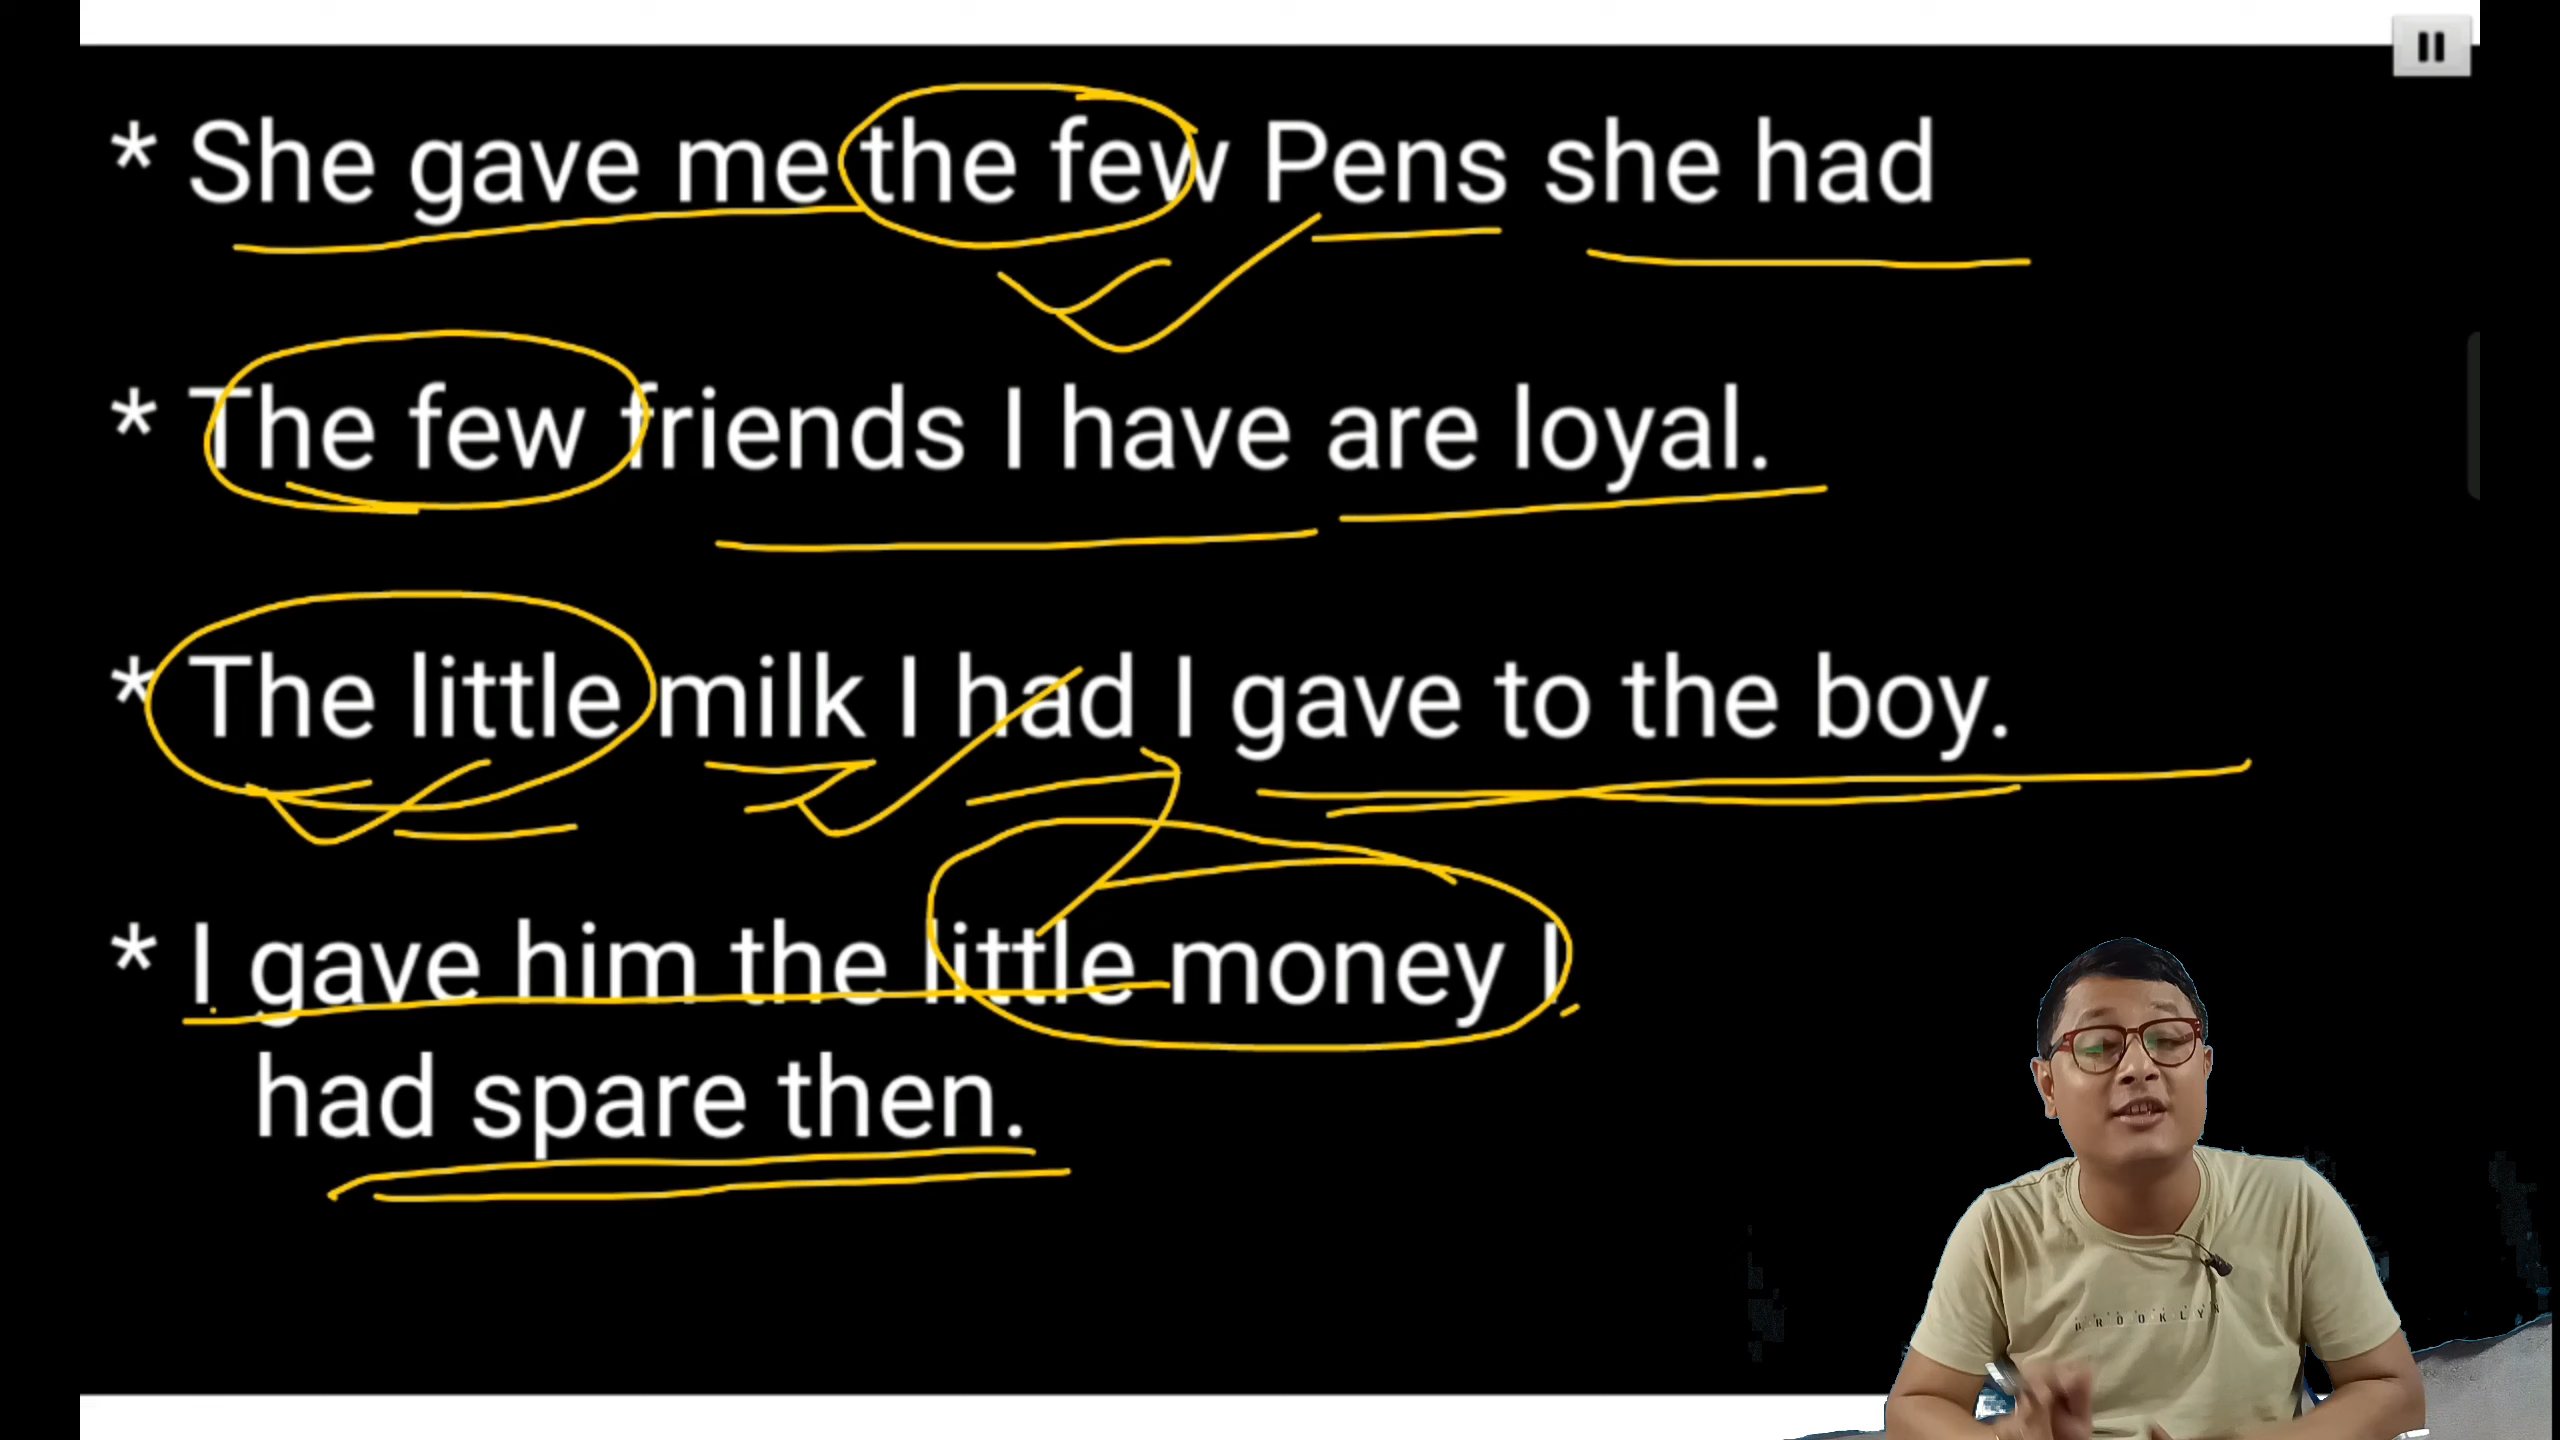 * She gave me the few Pens she had
* The few friends I have are loyal.
* The little milk I had I gave to the boy.
* I gave him the little money I
had spare then.
BROOKLYN